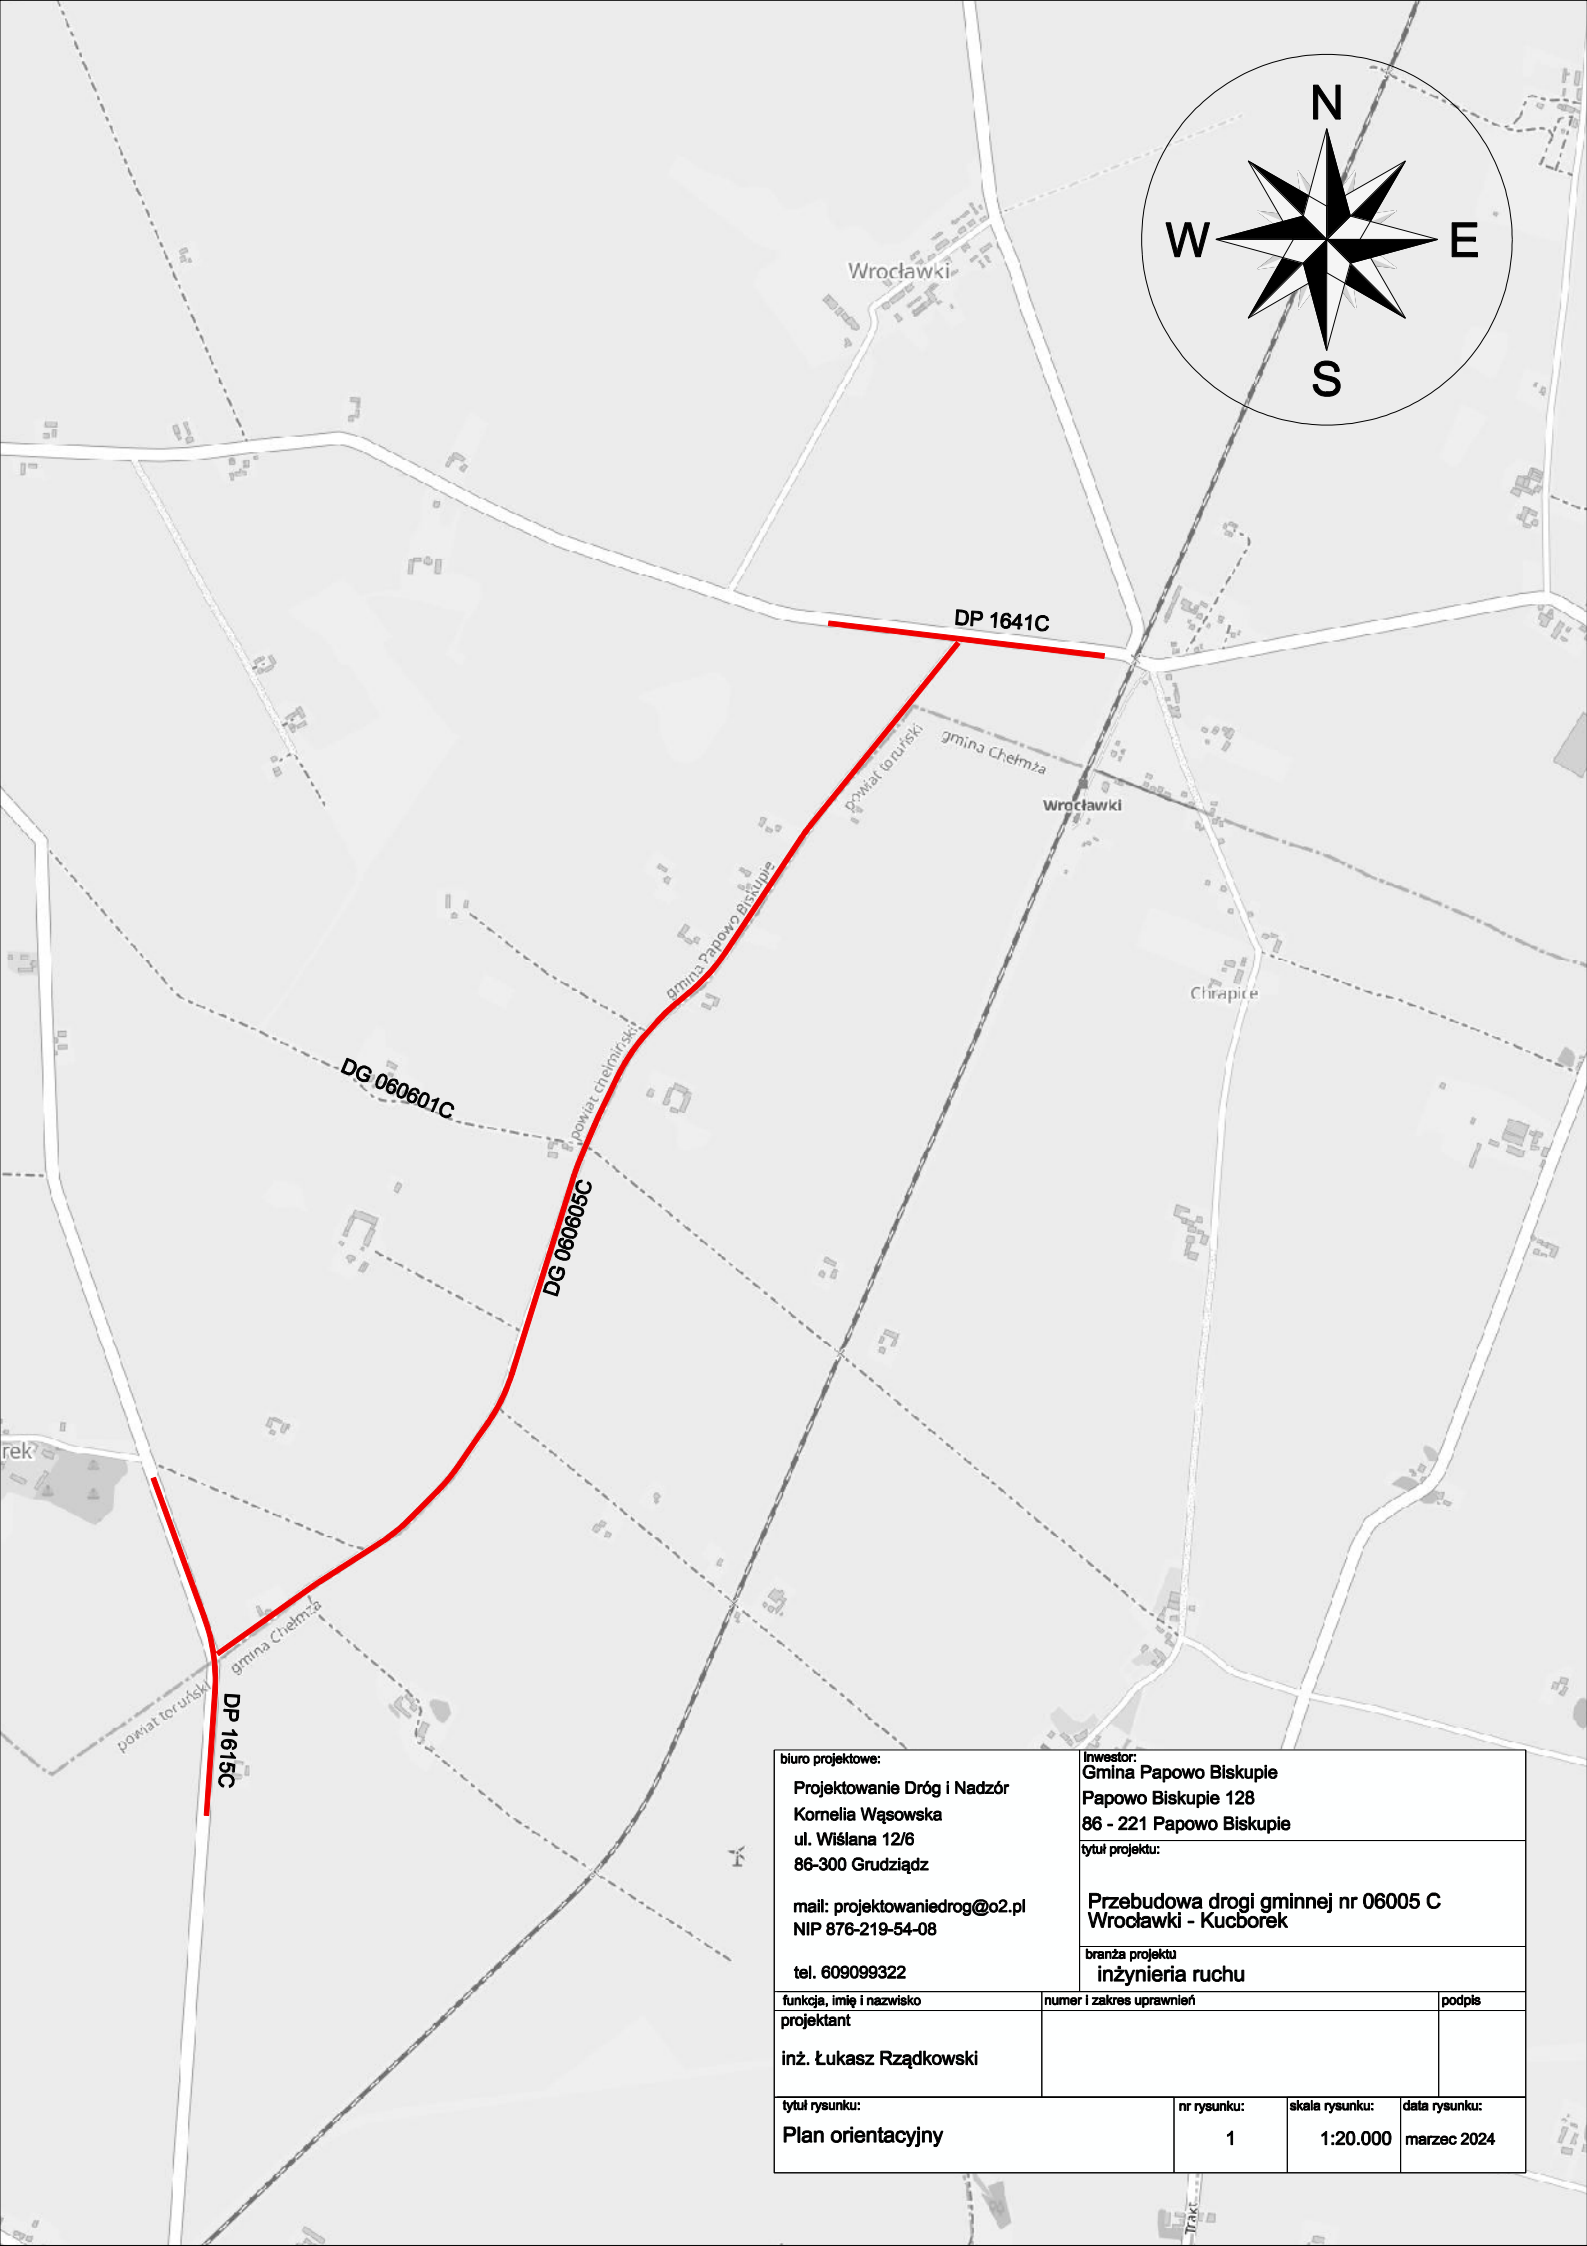 N
W
E
S
Wrocławki
DP 1641C
powiat toruński
gmina Chełmża
Wrocławki
gmina Papowo Biskupie
Chrapice
powiat chełmiński
DG 060601C
DG 060605C
rek
gmina Chełmża
powiat toruński
DP 1615C
biuro projektowe:
Projektowanie Dróg i Nadzór
Kornelia Wąsowska
ul. Wiślana 12/6
86-300 Grudziądz
mail: projektowaniedrog@o2.pl
NIP 876-219-54-08
tel. 609099322
Inwestor:
Gmina Papowo Biskupie
Papowo Biskupie 128
86 - 221 Papowo Biskupie
tytuł projektu:
Przebudowa drogi gminnej nr 06005 C
Wrocławki - Kucborek
branża projektu
inżynieria ruchu
funkcja, imię i nazwisko
numer i zakres uprawnień
podpis
projektant
inż. Łukasz Rządkowski
tytuł rysunku:
Plan orientacyjny
nr rysunku:
1
skala rysunku:
1:20.000
data rysunku:
marzec 2024
Trakt